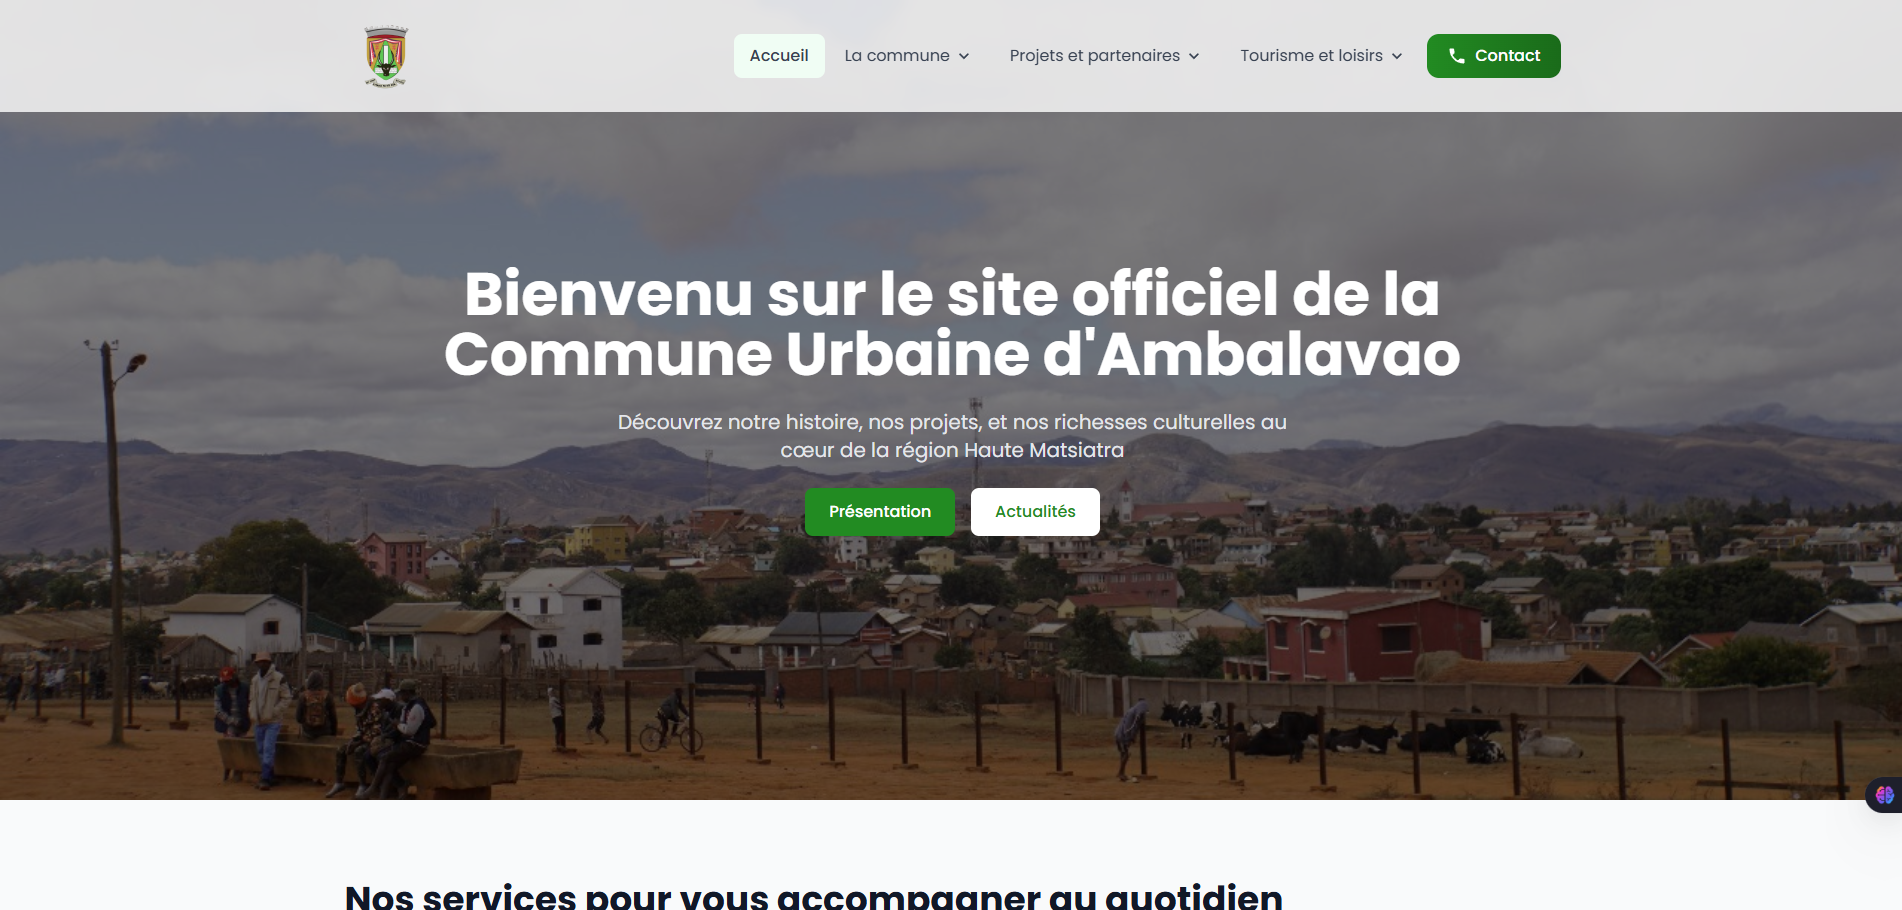 Accueil
La commune
Projets et partenaires
Tourisme et loisirs
Contact
Bienvenu sur le site officiel de la
Commune Urbaine d'Ambalavao
Découvrez notre histoire, nos projets, et nos richesses culturelles au
cœur de la région Haute Matsiatra
Présentation
Actualités
Nos services pour vous accompagner au quotidien